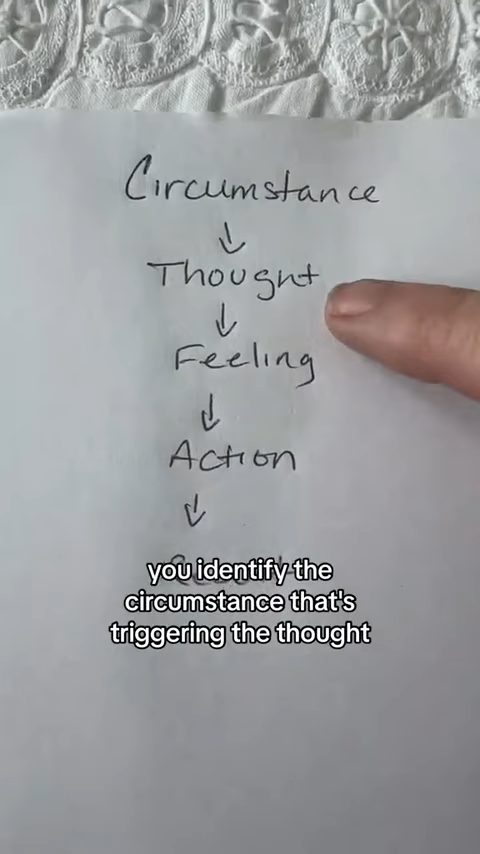 Circumstance
↓
Thought
↓
Feeling
↓
Action
↓
you identify the
circumstance that's
triggering the thought